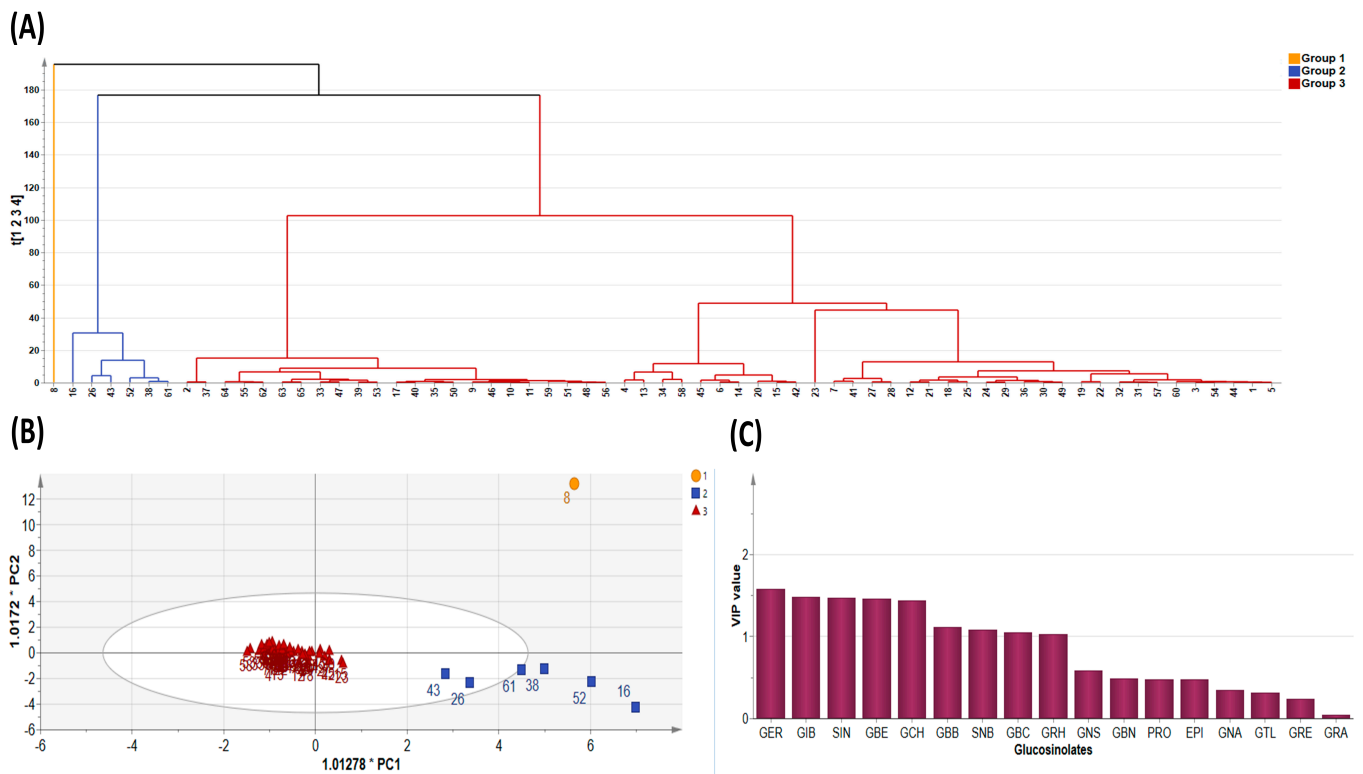 (A)
Group 1
Group 2
Group 3
t[1 2 3 4]
180
160
140
120
100
80
60
40
20
0
8 16 26 43 52 38 61 2 37 64 55 62 63 65 33 47 39 53 17 40 35 50 9 46 10 11 59 51 48 56 4 13 34 58 45 6 14 20 15 42 23 7 41 27 28 12 21 18 25 24 29 36 30 49 19 22 32 31 57 60 3 54 44 1 5
(B)
1
2
3
1.0172 * PC2
12
10
8
6
4
2
0
-2
-4
-6
8
43
26
61
38
52
16
-6 -4 -2 0 2 4 6
1.01278 * PC1
(C)
VIP value
2
1
0
GER GIB SIN GBE GCH GBB SNB GBC GRH GNS GBN PRO EPI GNA GTL GRE GRA
Glucosinolates